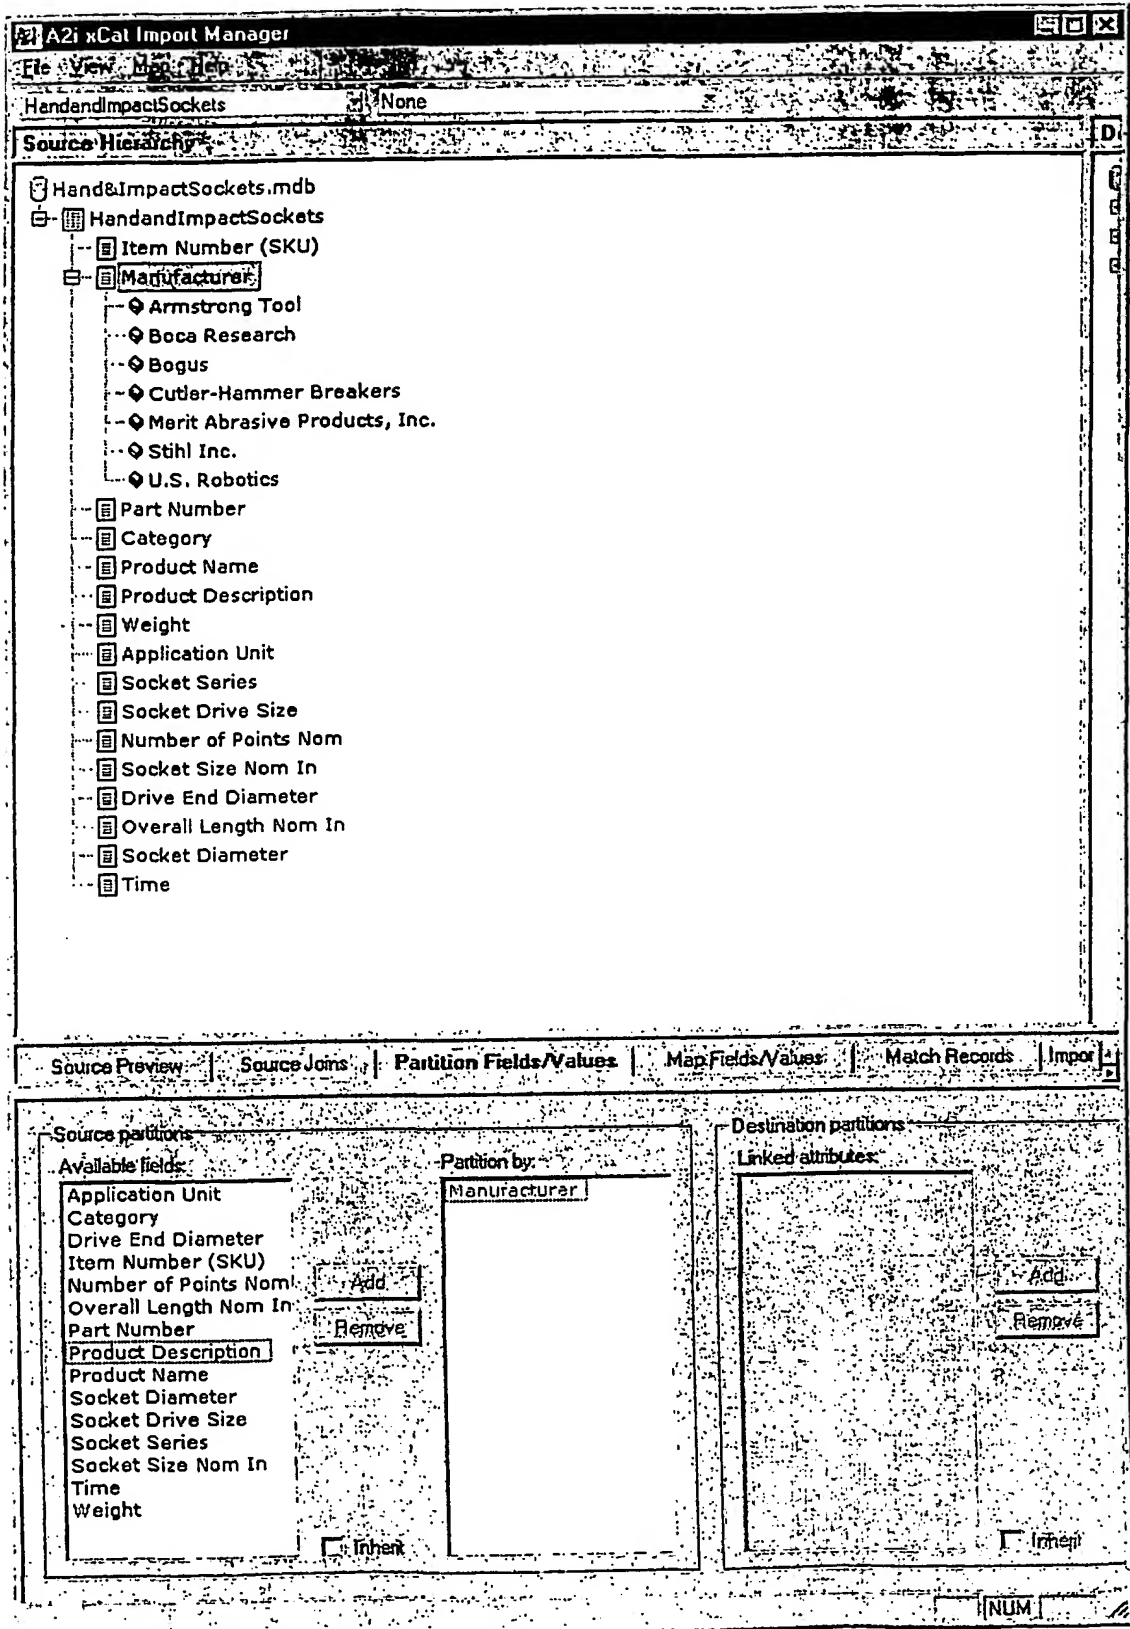 A2i xCat Import Manager
File View Map Help
HandandImpactSockets None
Source Hierarchy D
Hand&ImpactSockets.mdb
HandandImpactSockets
Item Number (SKU)
Manufacturer
Armstrong Tool
Boca Research
Bogus
Cutler-Hammer Breakers
Merit Abrasive Products, Inc.
Stihl Inc.
U.S. Robotics
Part Number
Category
Product Name
Product Description
Weight
Application Unit
Socket Series
Socket Drive Size
Number of Points Nom
Socket Size Nom In
Drive End Diameter
Overall Length Nom In
Socket Diameter
Time
Source Preview Source Joins Partition Fields/Values Map Fields/Values Match Records Impor
Source partitions Destination partitions
Available fields: Partition by: Linked attributes:
Application Unit Manufacturer
Category
Drive End Diameter
Item Number (SKU)
Number of Points Nom Add Add
Overall Length Nom In
Part Number Remove Remove
Product Description
Product Name
Socket Diameter
Socket Drive Size
Socket Series
Socket Size Nom In
Time
Weight
Inherit Inherit
NUM